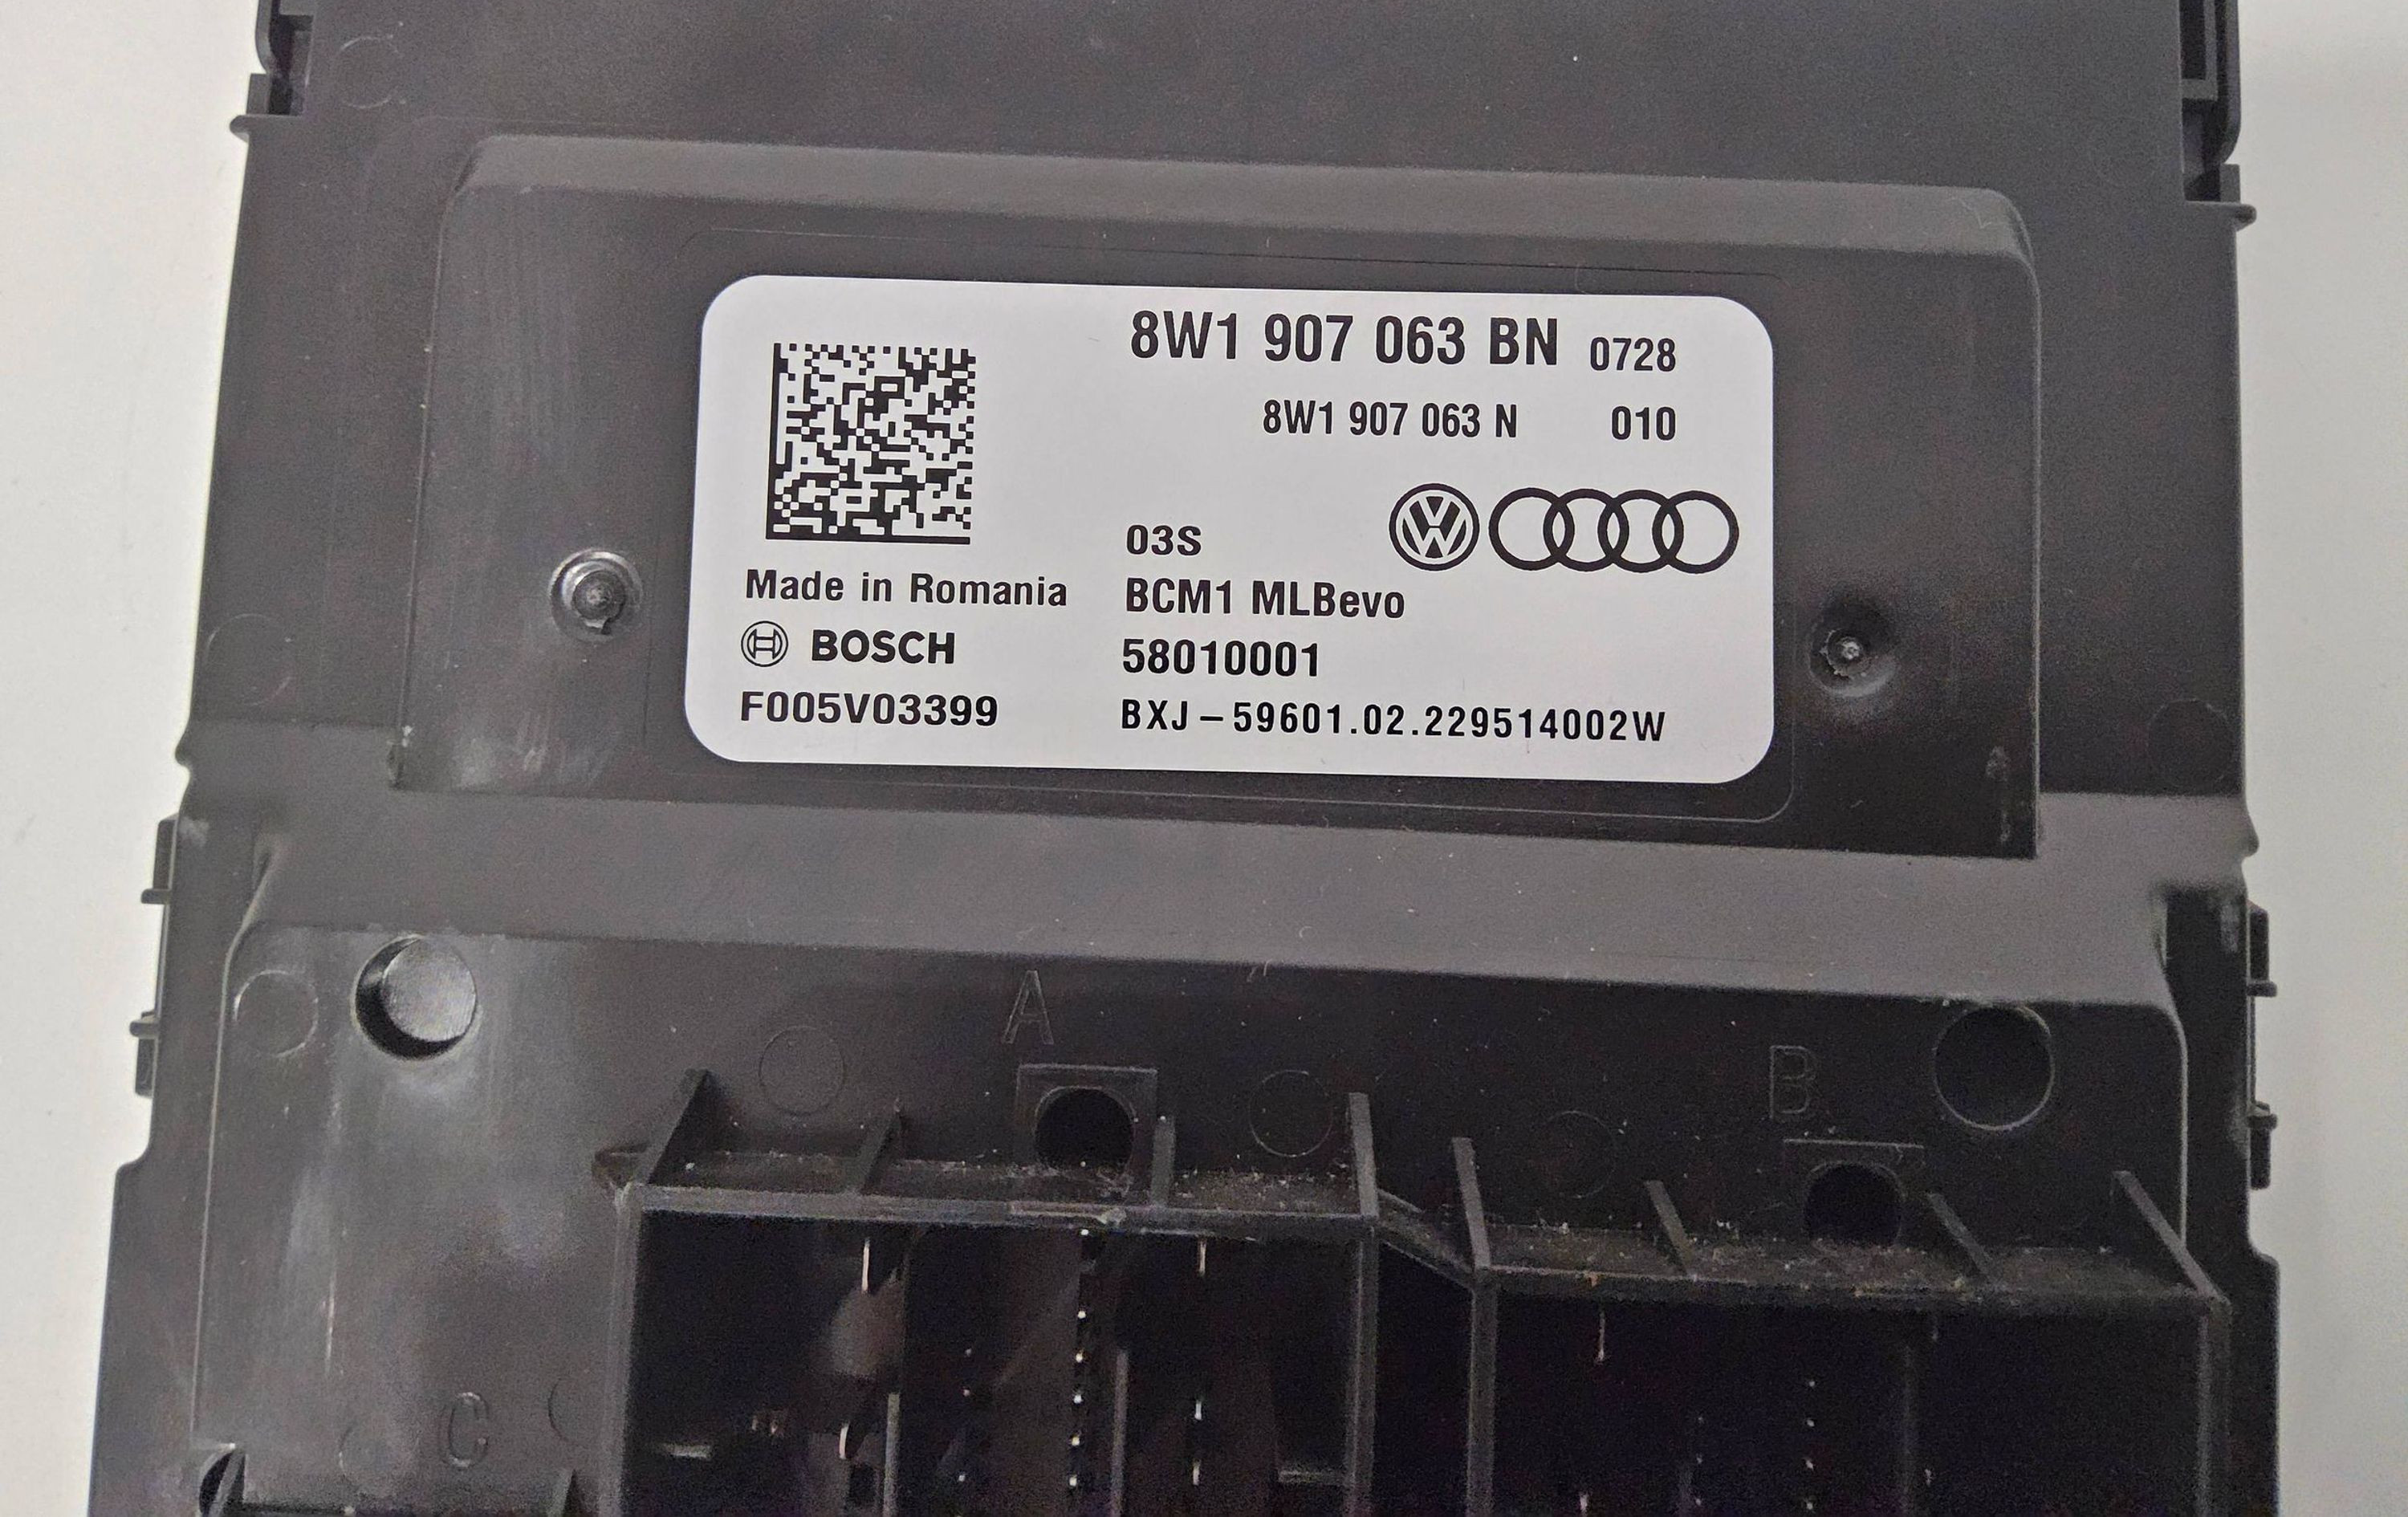 8W1 907 063 BN 0728
8W1 907 063 N 010
03S
Made in Romania
BCM1 MLBevo
BOSCH
58010001
F005V03399
BXJ – 59601.02.229514002W
A
B
C